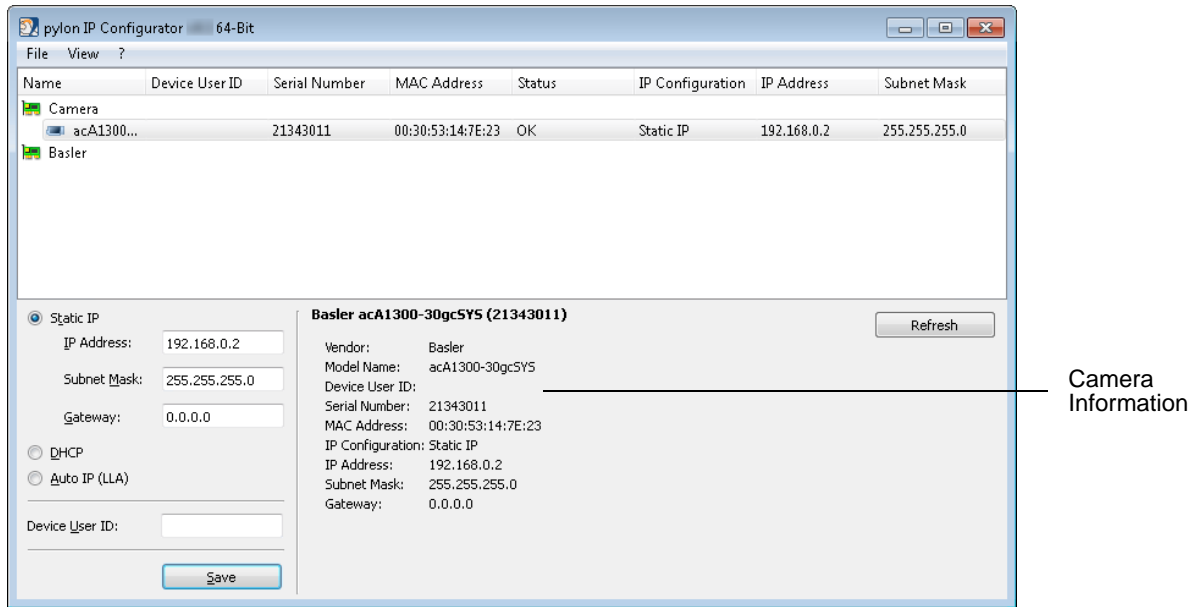 pylon IP Configurator 64-Bit
File View ?
Name Device User ID Serial Number MAC Address Status IP Configuration IP Address Subnet Mask
Camera
acA1300... 21343011 00:30:53:14:7E:23 OK Static IP 192.168.0.2 255.255.255.0
Basler
Static IP
IP Address: 192.168.0.2
Subnet Mask: 255.255.255.0
Gateway: 0.0.0.0
DHCP
Auto IP (LLA)
Device User ID:
Save
Basler acA1300-30gcSYS (21343011)
Vendor: Basler
Model Name: acA1300-30gcSYS
Device User ID:
Serial Number: 21343011
MAC Address: 00:30:53:14:7E:23
IP Configuration: Static IP
IP Address: 192.168.0.2
Subnet Mask: 255.255.255.0
Gateway: 0.0.0.0
Refresh
Camera
Information